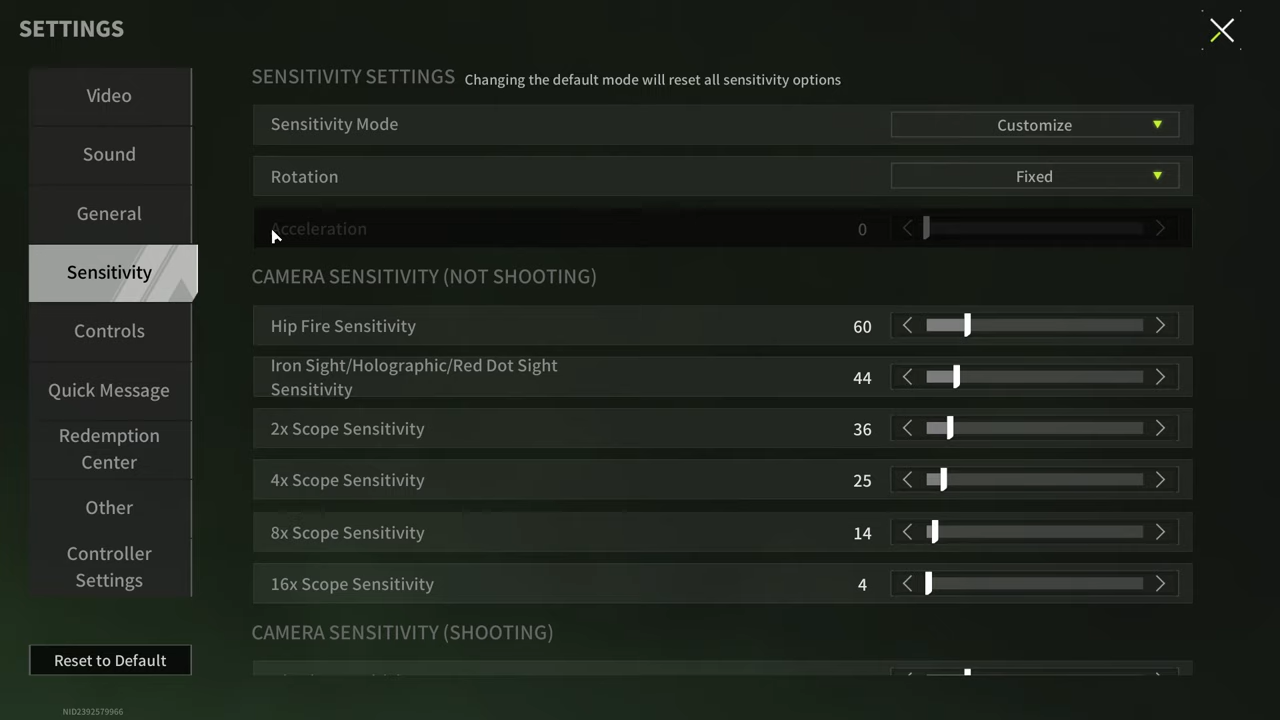 SETTINGS
Video
Sound
General
Sensitivity
Controls
Quick Message
Redemption
Center
Other
Controller
Settings
Reset to Default
NID2392579966
SENSITIVITY SETTINGS Changing the default mode will reset all sensitivity options
Sensitivity Mode Customize
Rotation Fixed
Acceleration 0
CAMERA SENSITIVITY (NOT SHOOTING)
Hip Fire Sensitivity 60
Iron Sight/Holographic/Red Dot Sight
Sensitivity 44
2x Scope Sensitivity 36
4x Scope Sensitivity 25
8x Scope Sensitivity 14
16x Scope Sensitivity 4
CAMERA SENSITIVITY (SHOOTING)